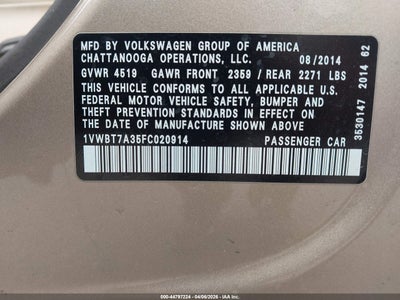 MFD BY VOLKSWAGEN GROUP OF AMERICA
CHATTANOOGA OPERATIONS, LLC. 08/2014
GVWR 4519 GAWR FRONT 2359 / REAR 2271 LBS
THIS VEHICLE CONFORMS TO ALL APPLICABLE U.S.
FEDERAL MOTOR VEHICLE SAFETY, BUMPER AND
THEFT PREVENTION STANDARDS IN EFFECT ON THE
DATE OF MANUFACTURE SHOWN ABOVE
1VWBT7A35FC020914 PASSENGER CAR
3530147 2014 62
000-44797224 - 04/06/2026 - IAA, Inc.